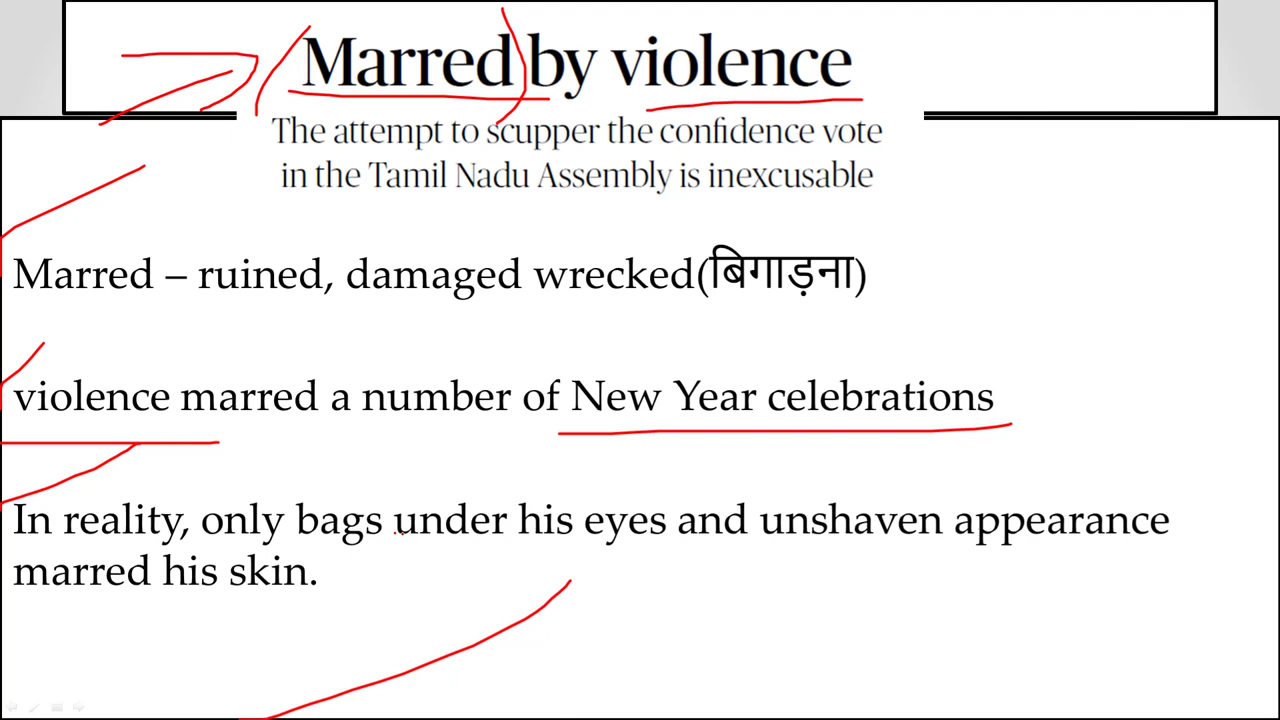 Marred by violence
The attempt to scupper the confidence vote
in the Tamil Nadu Assembly is inexcusable
Marred – ruined, damaged wrecked(बिगाड़ना)
violence marred a number of New Year celebrations
In reality, only bags under his eyes and unshaven appearance
marred his skin.